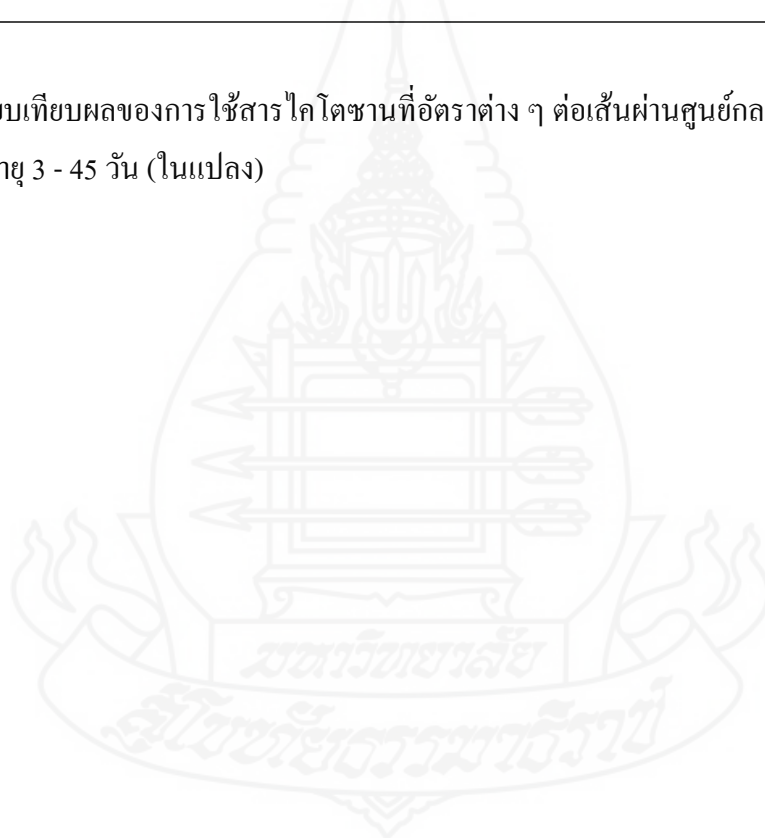 บเทียบผลของการใช้สารไคโตซานที่อัตราต่าง ๆ ต่อเส้นผ่านศูนย์กล
ายุ 3 - 45 วัน (ในแปลง)
มหาวิทยาลัย
สุโขทัยธรรมาธิราช